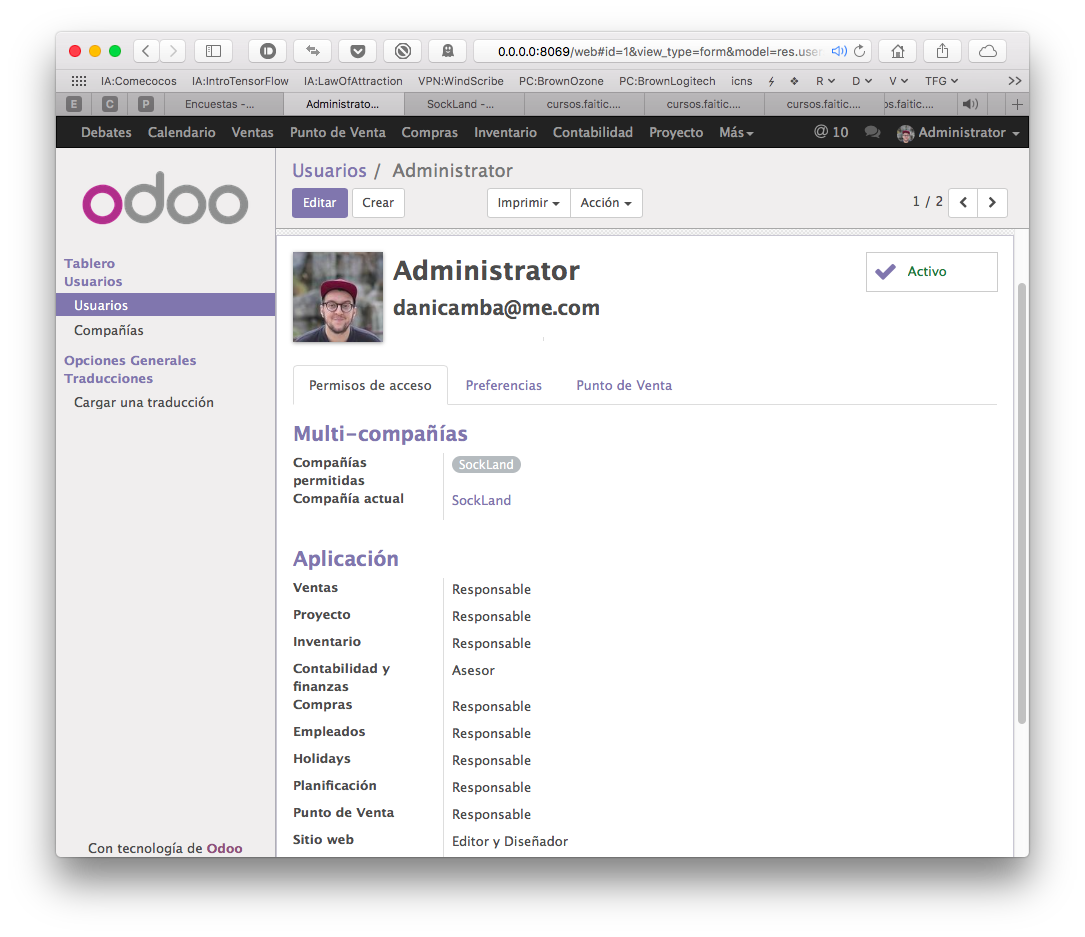 0.0.0.0:8069/web#id=1&view_type=form&model=res.user
IA:Comecocos IA:IntroTensorFlow IA:LawOfAttraction VPN:WindScribe PC:BrownOzone PC:BrownLogitech icns R D V TFG
E C P Encuestas -... Administrato... SockLand -... cursos.faitic.... cursos.faitic.... cursos.faitic.... os.faitic....
Debates Calendario Ventas Punto de Venta Compras Inventario Contabilidad Proyecto Más @ 10 Administrator
odoo
Usuarios / Administrator
Editar Crear Imprimir Acción 1 / 2
Tablero
Usuarios
Usuarios
Compañías
Opciones Generales
Traducciones
Cargar una traducción
Con tecnología de Odoo
Administrator
danicamba@me.com
Activo
Permisos de acceso Preferencias Punto de Venta
Multi-compañías
Compañías permitidas SockLand
Compañía actual SockLand
Aplicación
Ventas Responsable
Proyecto Responsable
Inventario Responsable
Contabilidad y finanzas Asesor
Compras Responsable
Empleados Responsable
Holidays Responsable
Planificación Responsable
Punto de Venta Responsable
Sitio web Editor y Diseñador